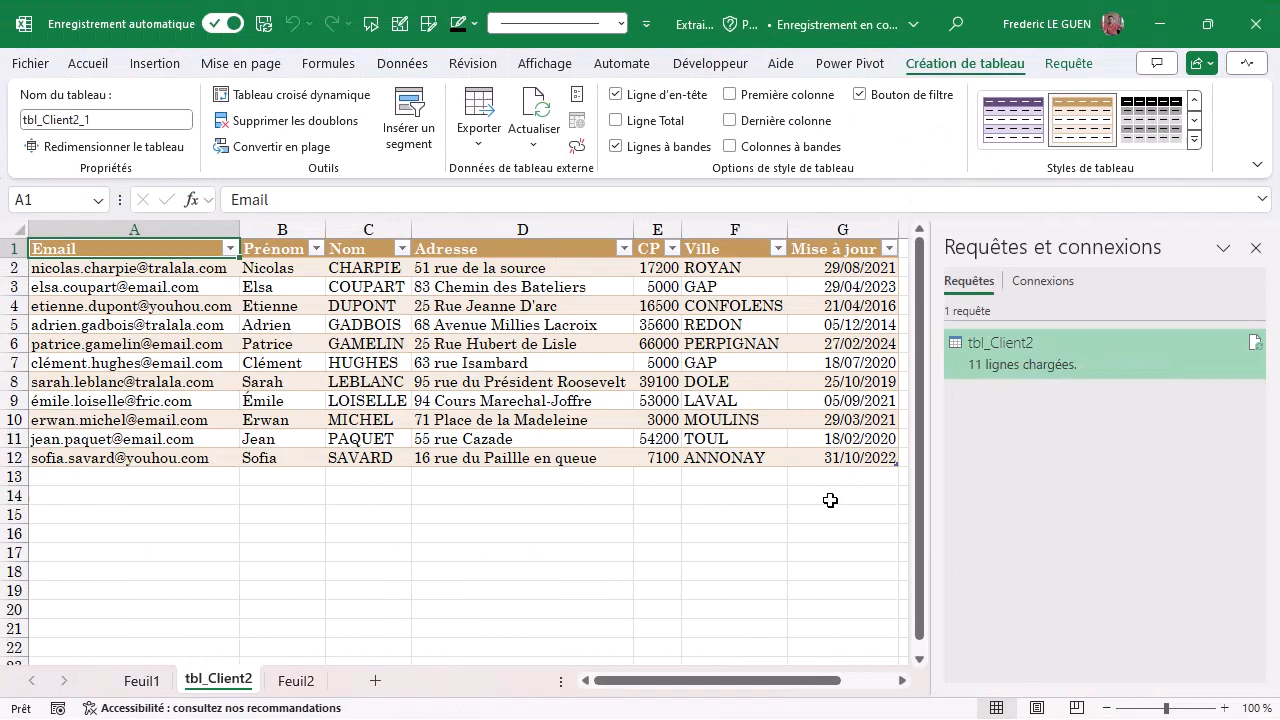 Enregistrement automatique
Extrai... P... • Enregistrement en co...
Frederic LE GUEN
Fichier Accueil Insertion Mise en page Formules Données Révision Affichage Automate Développeur Aide Power Pivot Création de tableau Requête
Nom du tableau :
tbl_Client2_1
Redimensionner le tableau
Propriétés
Tableau croisé dynamique
Supprimer les doublons
Convertir en plage
Insérer un
segment
Outils
Exporter
Actualiser
Données de tableau externe
Ligne d'en-tête
Ligne Total
Lignes à bandes
Première colonne
Dernière colonne
Colonnes à bandes
Bouton de filtre
Options de style de tableau
Styles de tableau
A1 fx Email
A B C D E F G
1 Email Prénom Nom Adresse CP Ville Mise à jour
2 nicolas.charpie@tralala.com Nicolas CHARPIE 51 rue de la source 17200 ROYAN 29/08/2021
3 elsa.coupart@email.com Elsa COUPART 83 Chemin des Bateliers 5000 GAP 29/04/2023
4 etienne.dupont@youhou.com Etienne DUPONT 25 Rue Jeanne D'arc 16500 CONFOLENS 21/04/2016
5 adrien.gadbois@tralala.com Adrien GADBOIS 68 Avenue Millies Lacroix 35600 REDON 05/12/2014
6 patrice.gamelin@email.com Patrice GAMELIN 25 Rue Hubert de Lisle 66000 PERPIGNAN 27/02/2024
7 clément.hughes@email.com Clément HUGHES 63 rue Isambard 5000 GAP 18/07/2020
8 sarah.leblanc@tralala.com Sarah LEBLANC 95 rue du Président Roosevelt 39100 DOLE 25/10/2019
9 émile.loiselle@fric.com Émile LOISELLE 94 Cours Marechal-Joffre 53000 LAVAL 05/09/2021
10 erwan.michel@email.com Erwan MICHEL 71 Place de la Madeleine 3000 MOULINS 29/03/2021
11 jean.paquet@email.com Jean PAQUET 55 rue Cazade 54200 TOUL 18/02/2020
12 sofia.savard@youhou.com Sofia SAVARD 16 rue du Paillle en queue 7100 ANNONAY 31/10/2022
13
14
15
16
17
18
19
20
21
22
Requêtes et connexions
Requêtes Connexions
1 requête
tbl_Client2
11 lignes chargées.
Feuil1 tbl_Client2 Feuil2
Prêt Accessibilité : consultez nos recommandations 100 %